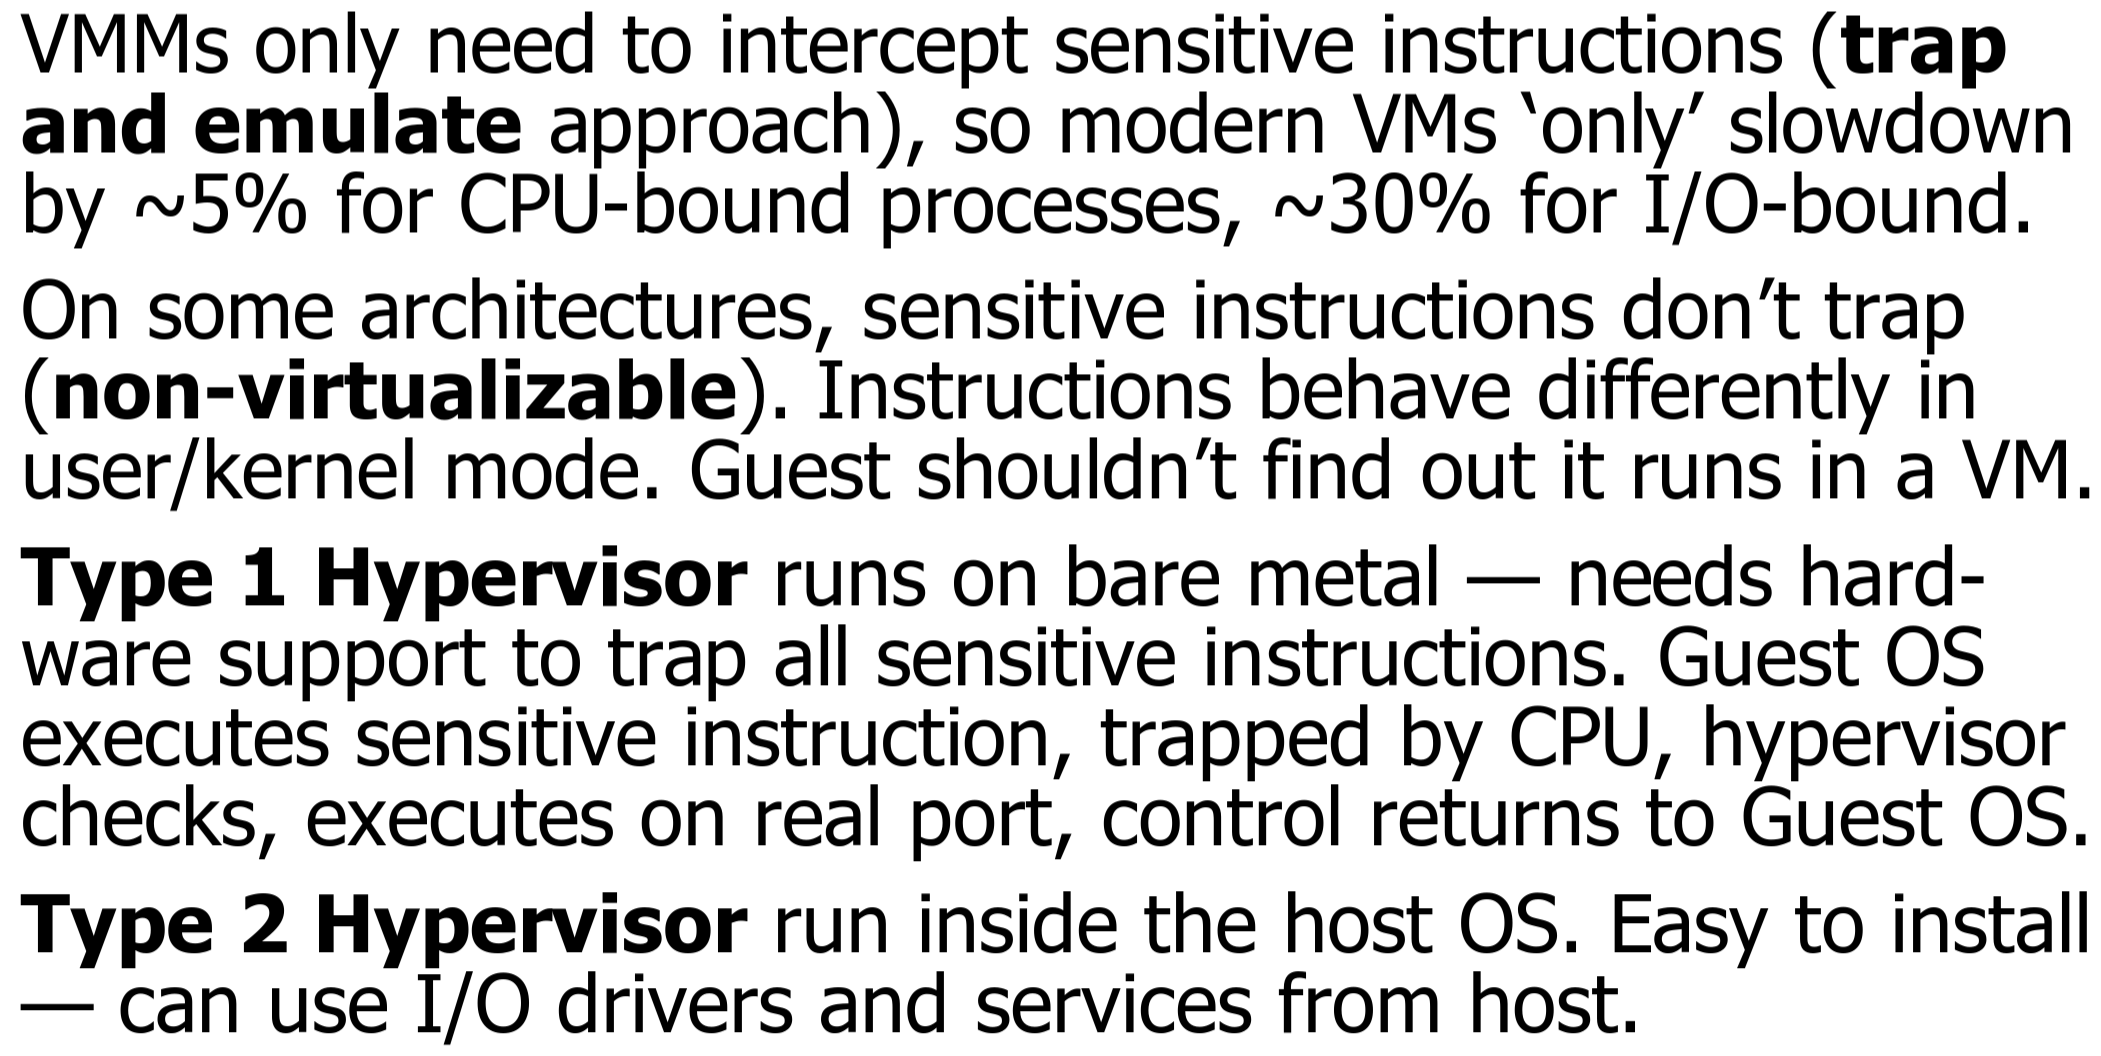 VMMs only need to intercept sensitive instructions (trap
and emulate approach), so modern VMs ‘only’ slowdown
by ~5% for CPU-bound processes, ~30% for I/O-bound.
On some architectures, sensitive instructions don’t trap
(non-virtualizable). Instructions behave differently in
user/kernel mode. Guest shouldn’t find out it runs in a VM.
Type 1 Hypervisor runs on bare metal — needs hard-
ware support to trap all sensitive instructions. Guest OS
executes sensitive instruction, trapped by CPU, hypervisor
checks, executes on real port, control returns to Guest OS.
Type 2 Hypervisor run inside the host OS. Easy to install
— can use I/O drivers and services from host.